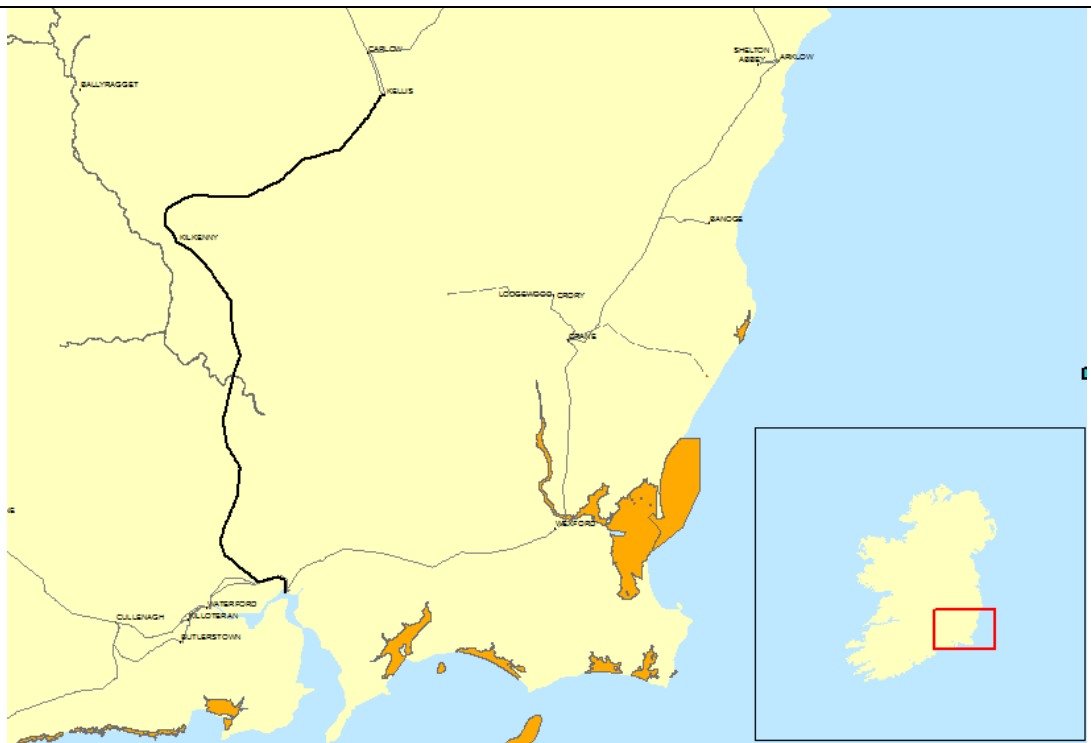 CARLOW
SHELTON
ABBEY
ARKLOW
BALLYRAGGET
KELLIS
BANOGE
KILKENNY
LODGEWOOD
CRORY
CRANE
WEXFORD
WATERFORD
CULLENAGH
KILLOTERAN
BUTLERSTOWN